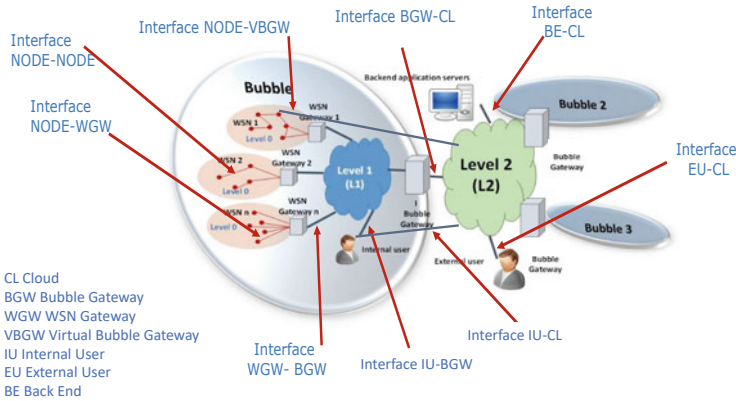 Interface
NODE-NODE
Interface NODE-VBGW
Interface BGW-CL
Interface
BE-CL
Interface
NODE-WGW
Bubble
Backend application servers
WSN
Gateway 1
WSN 1
Level 0
Bubble 2
WSN 2
WSN
Gateway 2
Level 0
Level 1
(L1)
Level 2
(L2)
Bubble
Gateway
Interface
EU-CL
WSN n
WSN
Gateway n
Level 0
I
Bubble
Gateway
Bubble 3
Internal user
External user
Bubble
Gateway
CL Cloud
BGW Bubble Gateway
WGW WSN Gateway
VBGW Virtual Bubble Gateway
IU Internal User
EU External User
BE Back End
Interface
WGW- BGW
Interface IU-BGW
Interface IU-CL